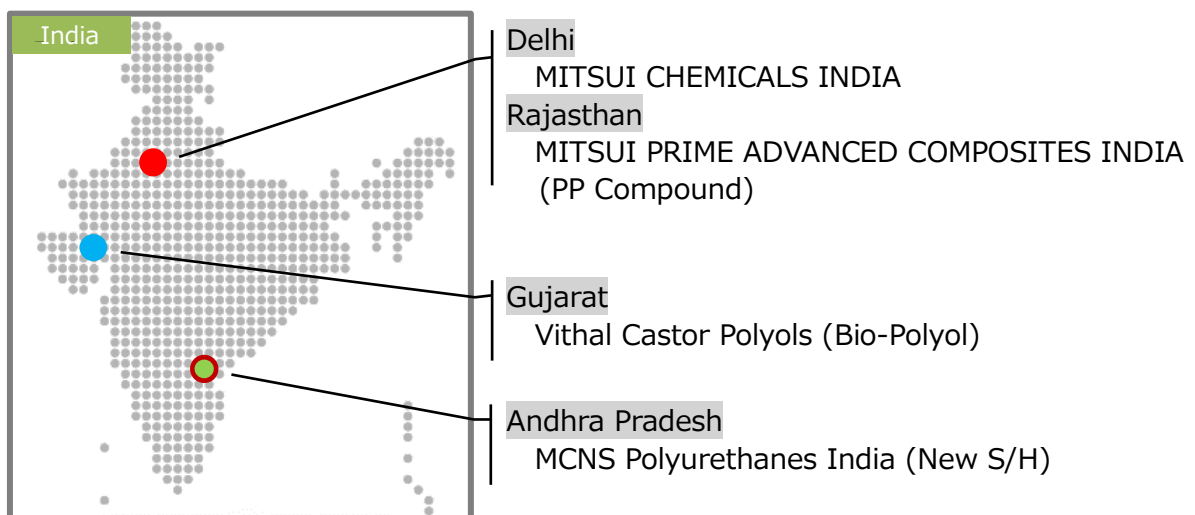 India
Delhi
MITSUI CHEMICALS INDIA
Rajasthan
MITSUI PRIME ADVANCED COMPOSITES INDIA
(PP Compound)
Gujarat
Vithal Castor Polyols (Bio-Polyol)
Andhra Pradesh
MCNS Polyurethanes India (New S/H)